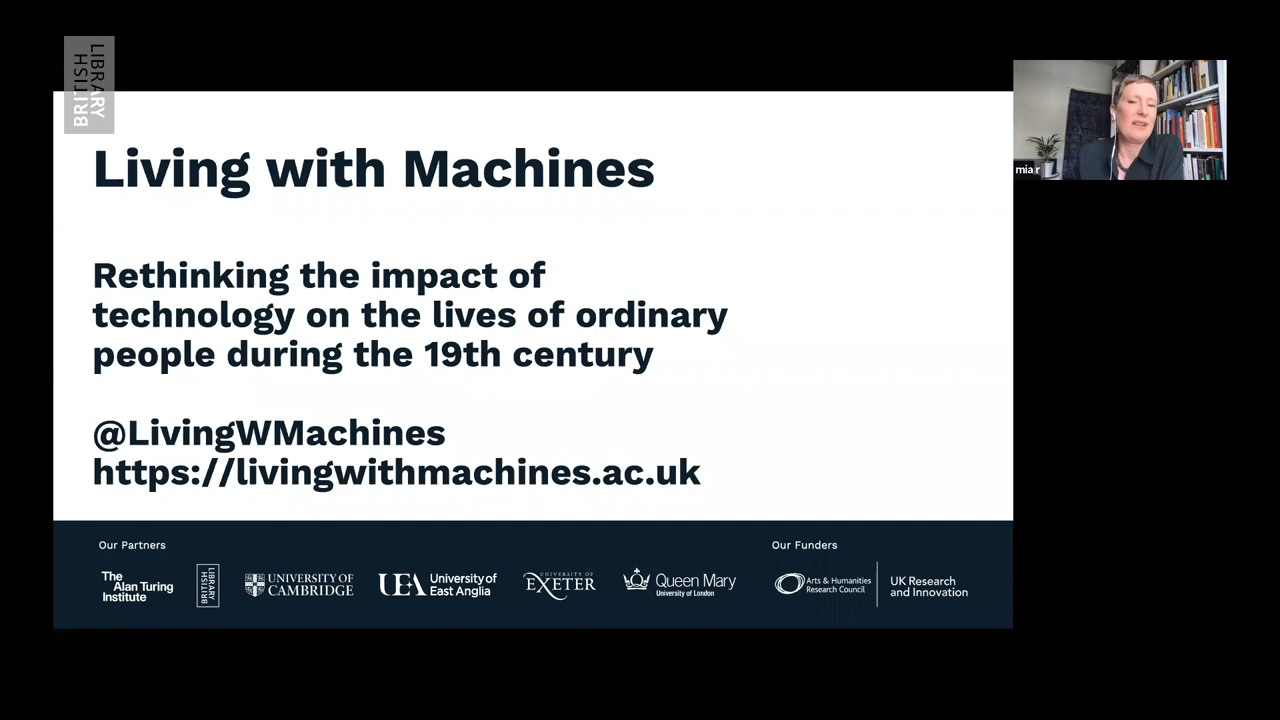 BRITISH
LIBRARY
Living with Machines
Rethinking the impact of
technology on the lives of ordinary
people during the 19th century
@LivingWMachines
https://livingwithmachines.ac.uk
mia r
Our Partners
Our Funders
The
Alan Turing
Institute
BRITISH
LIBRARY
UNIVERSITY OF
CAMBRIDGE
UEA University of
East Anglia
UNIVERSITY OF
EXETER
Queen Mary
University of London
Arts & Humanities
Research Council
UK Research
and Innovation